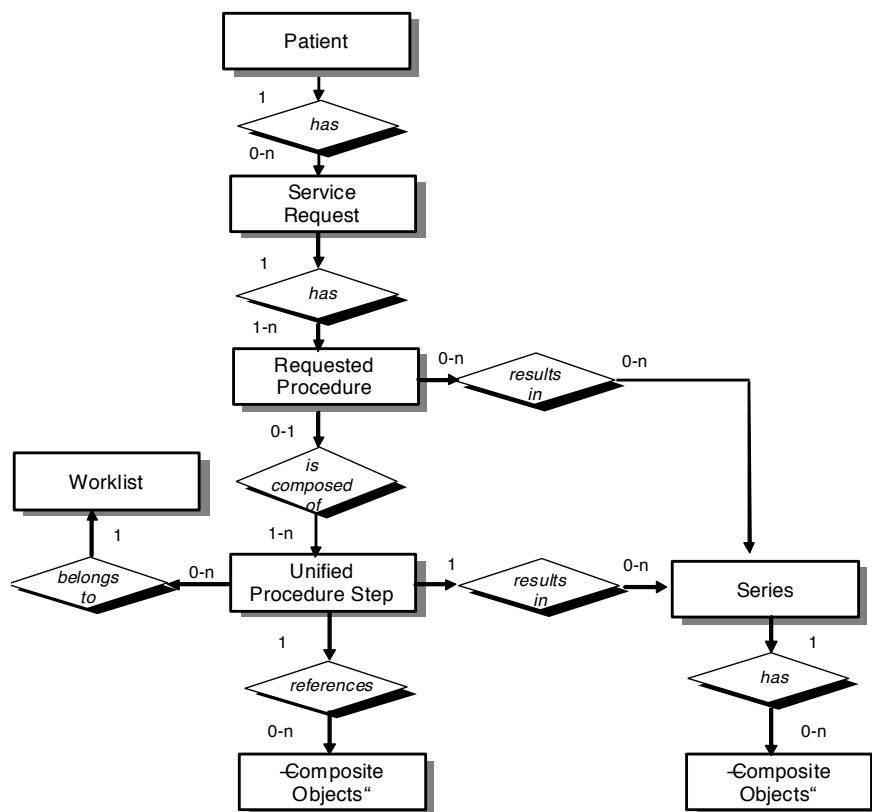 Patient
1
has
0-n
Service
Request
1
has
1-n
Requested
Procedure
0-n
results
in
0-n
0-1
is
composed
of
1-n
Worklist
1
belongs
to
0-n
Unified
Procedure Step
1
results
in
0-n
Series
1
references
0-n
1
has
0-n
Composite
Objects“
Composite
Objects“